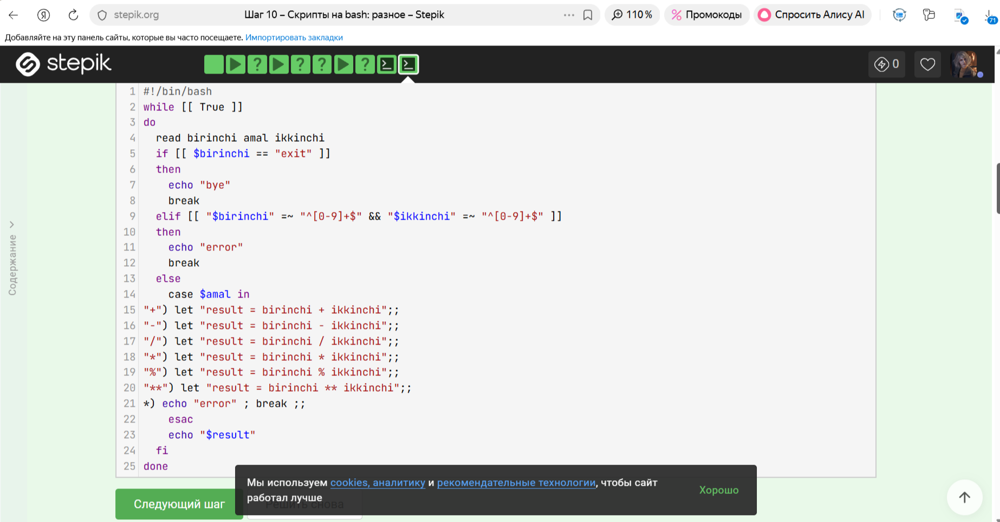 stepik.org
Шаг 10 – Скрипты на bash: разное – Stepik
110 %
Промокоды
Спросить Алису AI
71
Добавляйте на эту панель сайты, которые вы часто посещаете. Импортировать закладки
stepik
0
Содержание
1 #!/bin/bash
2 while [[ True ]]
3 do
4 read birinchi amal ikkinchi
5 if [[ $birinchi == "exit" ]]
6 then
7 echo "bye"
8 break
9 elif [[ "$birinchi" =~ "^[0-9]+$" && "$ikkinchi" =~ "^[0-9]+$" ]]
10 then
11 echo "error"
12 break
13 else
14 case $amal in
15 "+") let "result = birinchi + ikkinchi";;
16 "-") let "result = birinchi - ikkinchi";;
17 "/") let "result = birinchi / ikkinchi";;
18 "*") let "result = birinchi * ikkinchi";;
19 "%") let "result = birinchi % ikkinchi";;
20 "**") let "result = birinchi ** ikkinchi";;
21 *) echo "error" ; break ;;
22 esac
23 echo "$result"
24 fi
25 done
Мы используем cookies, аналитику и рекомендательные технологии, чтобы сайт
работал лучше
Хорошо
Следующий шаг
Решить снова